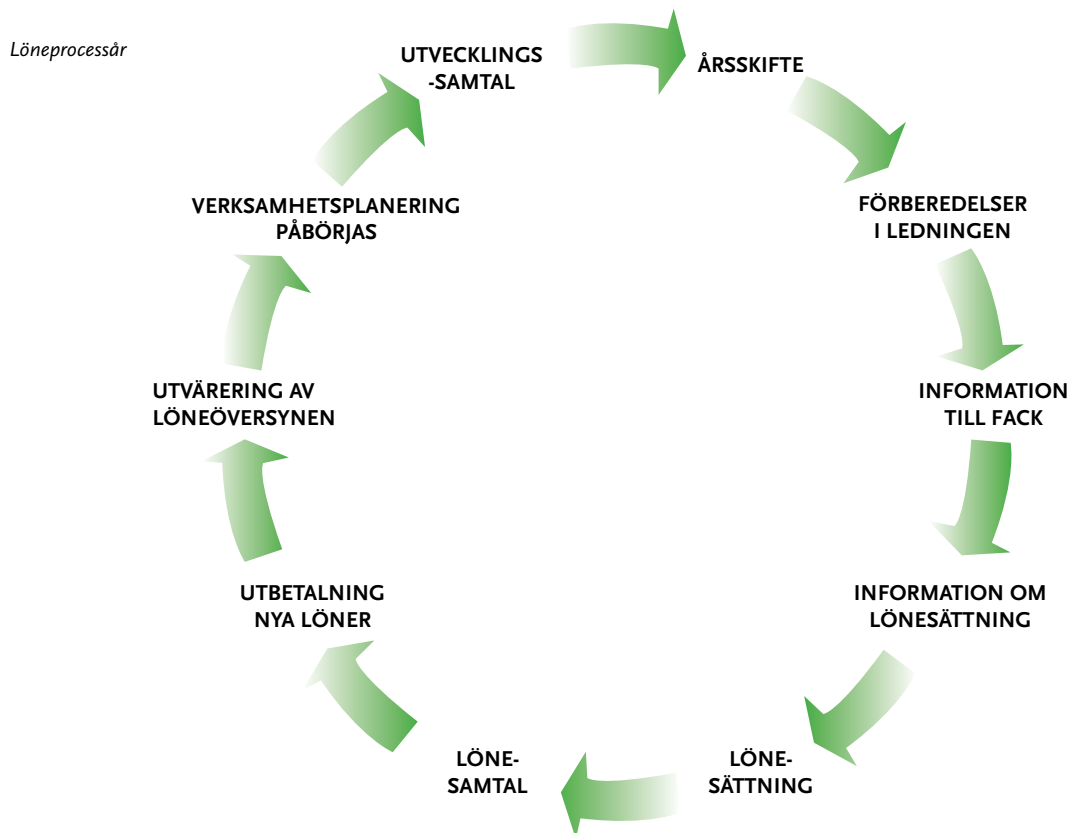 Löneprocessår
UTVECKLINGS
-SAMTAL
ÅRSSKIFTE
FÖRBEREDELSER
I LEDNINGEN
INFORMATION
TILL FACK
INFORMATION OM
LÖNESÄTTNING
LÖNE-
SÄTTNING
LÖNE-
SAMTAL
UTBETALNING
NYA LÖNER
UTVÄRERING AV
LÖNEÖVERSYNEN
VERKSAMHETSPLANERING
PÅBÖRJAS